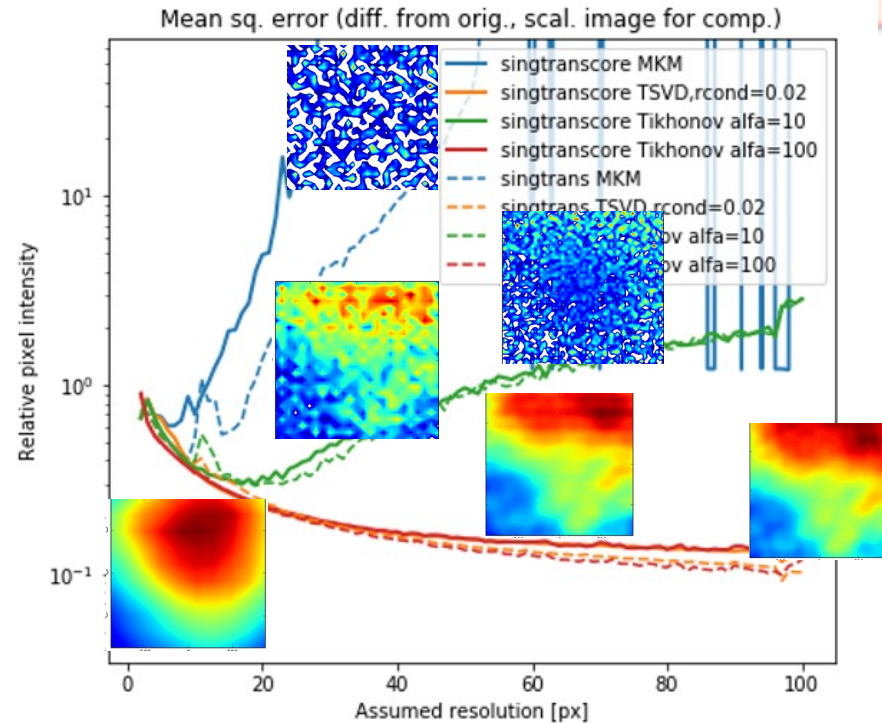 Mean sq. error (diff. from orig., scal. image for comp.)
singtranscore MKM
singtranscore TSVD,rcond=0.02
singtranscore Tikhonov alfa=10
singtranscore Tikhonov alfa=100
singtrans MKM
singtrans TSVD,rcond=0.02
ov alfa=10
ov alfa=100
Relative pixel intensity
10¹
10⁰
10⁻¹
0 20 40 60 80 100
Assumed resolution [px]